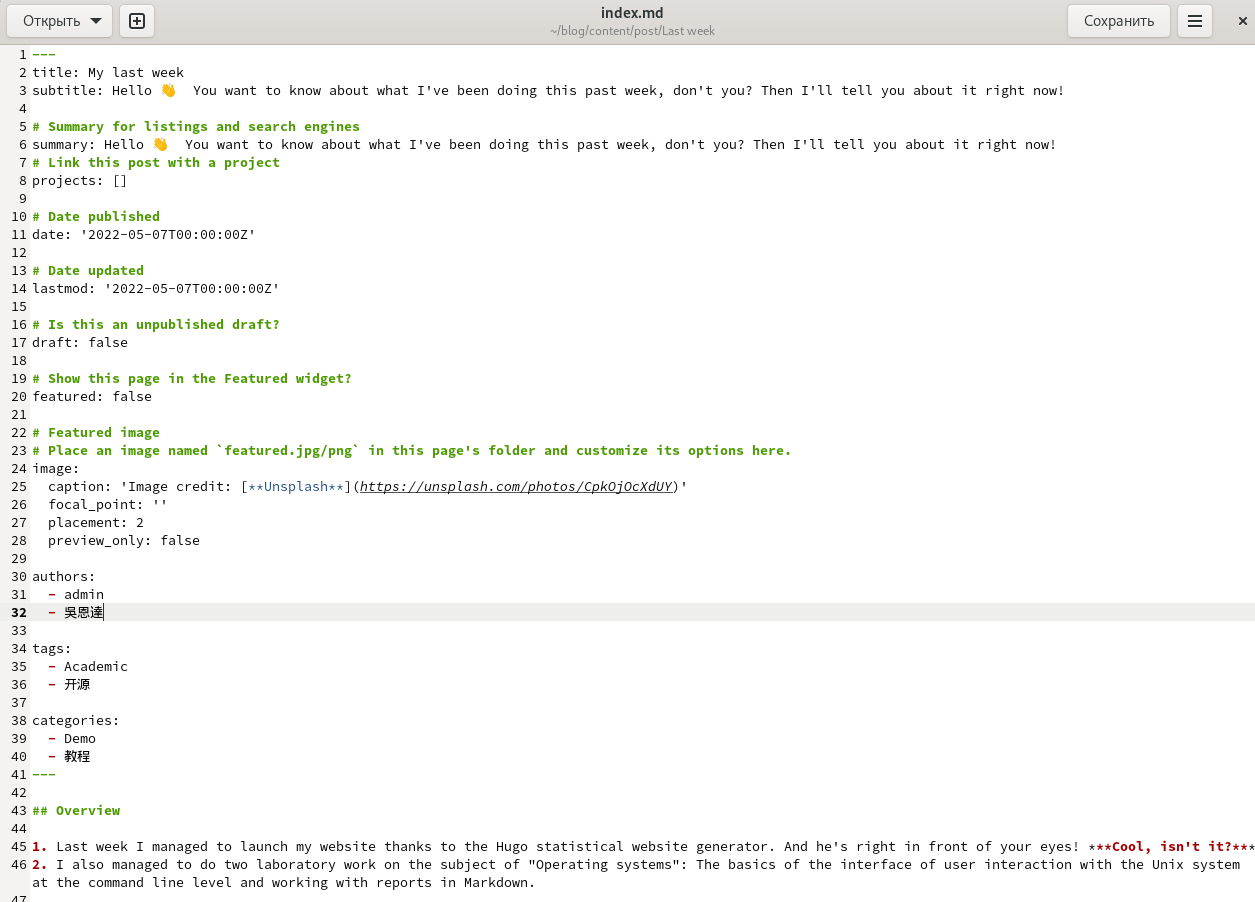 Открыть
index.md
~/blog/content/post/Last week
Сохранить
1 ---
2 title: My last week
3 subtitle: Hello 👋  You want to know about what I've been doing this past week, don't you? Then I'll tell you about it right now!
4
5 # Summary for listings and search engines
6 summary: Hello 👋  You want to know about what I've been doing this past week, don't you? Then I'll tell you about it right now!
7 # Link this post with a project
8 projects: []
9
10 # Date published
11 date: '2022-05-07T00:00:00Z'
12
13 # Date updated
14 lastmod: '2022-05-07T00:00:00Z'
15
16 # Is this an unpublished draft?
17 draft: false
18
19 # Show this page in the Featured widget?
20 featured: false
21
22 # Featured image
23 # Place an image named `featured.jpg/png` in this page's folder and customize its options here.
24 image:
25   caption: 'Image credit: [**Unsplash**](https://unsplash.com/photos/CpkOjOcXdUY)'
26   focal_point: ''
27   placement: 2
28   preview_only: false
29
30 authors:
31   - admin
32   - 吳恩達
33
34 tags:
35   - Academic
36   - 开源
37
38 categories:
39   - Demo
40   - 教程
41 ---
42
43 ## Overview
44
45 1. Last week I managed to launch my website thanks to the Hugo statistical website generator. And he's right in front of your eyes! ***Cool, isn't it?***
46 2. I also managed to do two laboratory work on the subject of "Operating systems": The basics of the interface of user interaction with the Unix system
at the command line level and working with reports in Markdown.
47